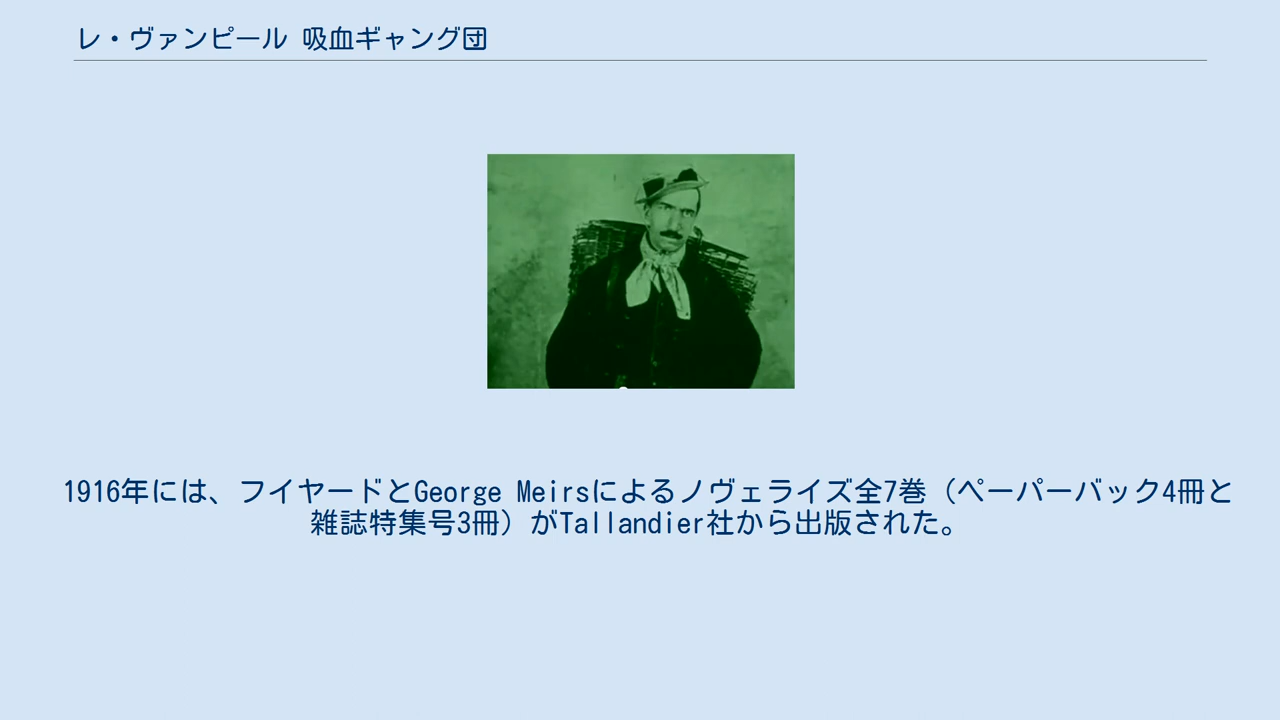 レ・ヴァンピール 吸血ギャング団
1916年には、フイヤードとGeorge Meirsによるノヴェライズ全7巻（ペーパーバック4冊と
雑誌特集号3冊）がTallandier社から出版された。